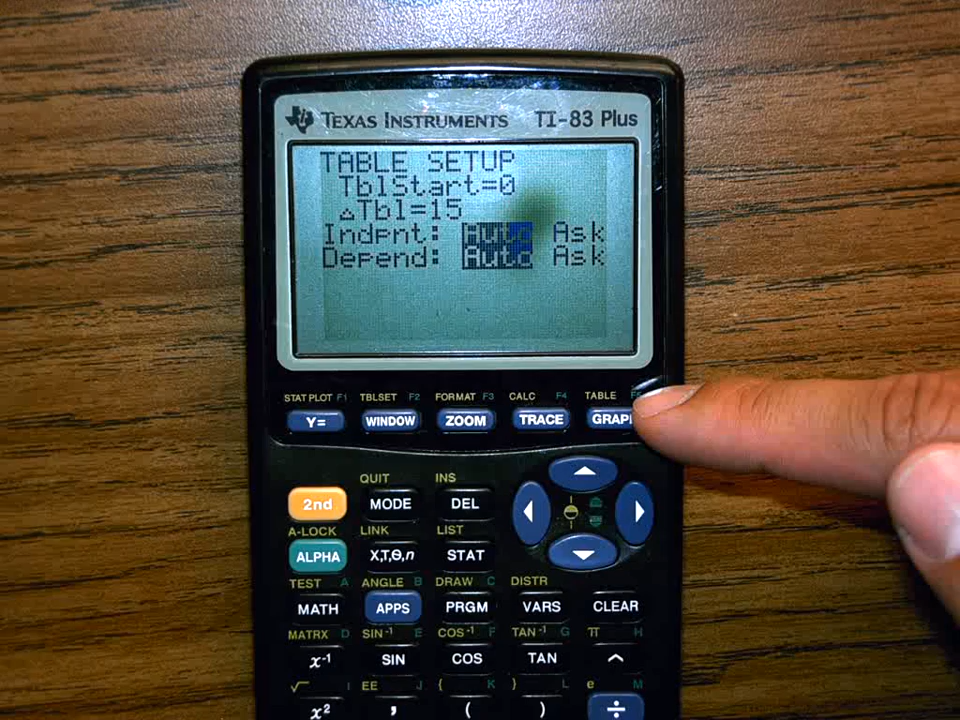 TEXAS INSTRUMENTS TI-83 Plus
TABLE SETUP
TblStart=0
△Tbl=15
Indpnt: Auto Ask
Depend: Auto Ask
STAT PLOT F1 TBLSET F2 FORMAT F3 CALC F4 TABLE
Y= WINDOW ZOOM TRACE
QUIT INS
2nd MODE DEL
A-LOCK LINK LIST
ALPHA X,T,Θ,n STAT
TEST A ANGLE B DRAW C DISTR
MATH APPS PRGM VARS CLEAR
MATRX D SIN⁻¹ E COS⁻¹ F TAN⁻¹ G π H
x⁻¹ SIN COS TAN ^
√ I EE J { K } L e M
x² , ( ) ÷